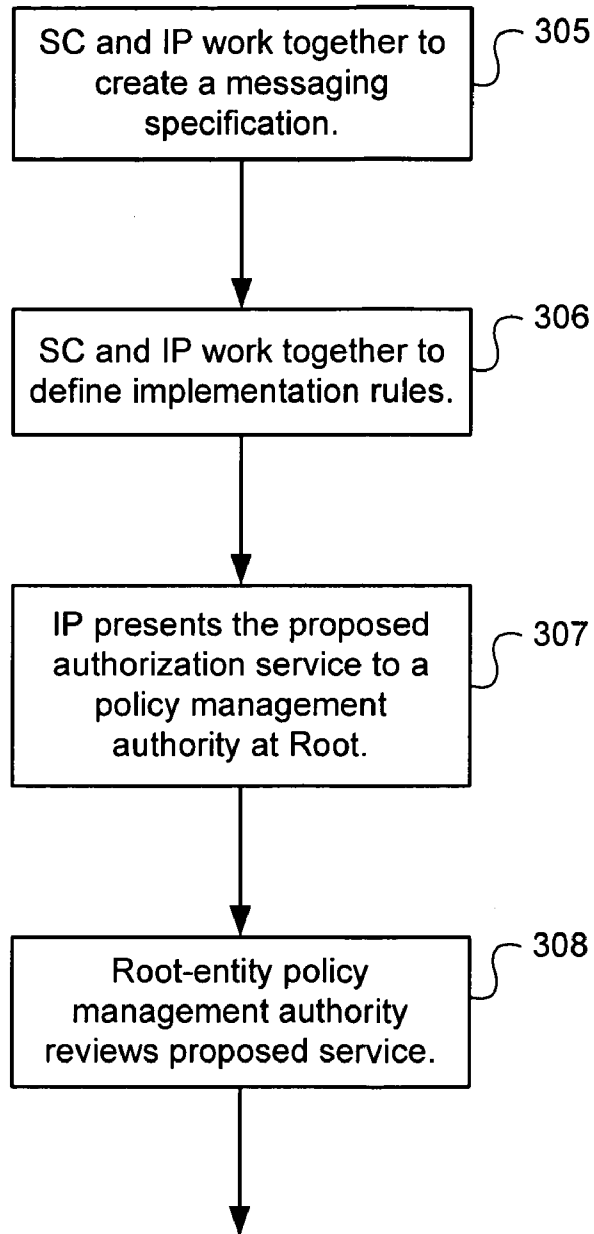 SC and IP work together to
create a messaging
specification.
305
SC and IP work together to
define implementation rules.
306
IP presents the proposed
authorization service to a
policy management
authority at Root.
307
Root-entity policy
management authority
reviews proposed service.
308